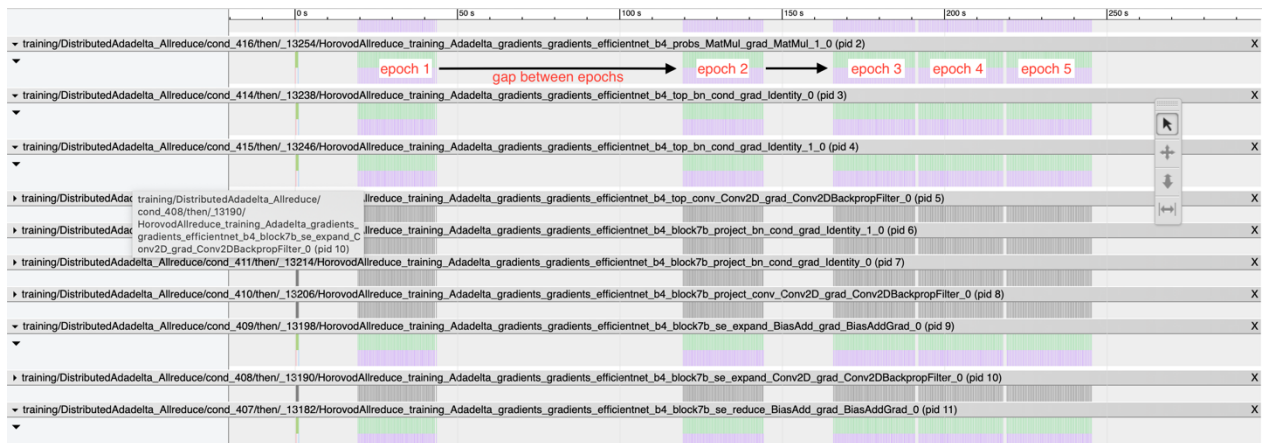 0 s 50 s 100 s 150 s 200 s 250 s
training/DistributedAdadelta_Allreduce/cond_416/then/_13254/HorovodAllreduce_training_Adadelta_gradients_gradients_efficientnet_b4_probs_MatMul_grad_MatMul_1_0 (pid 2) X
epoch 1 gap between epochs epoch 2 epoch 3 epoch 4 epoch 5
training/DistributedAdadelta_Allreduce/cond_414/then/_13238/HorovodAllreduce_training_Adadelta_gradients_gradients_efficientnet_b4_top_bn_cond_grad_Identity_0 (pid 3) X
training/DistributedAdadelta_Allreduce/cond_415/then/_13246/HorovodAllreduce_training_Adadelta_gradients_gradients_efficientnet_b4_top_bn_cond_grad_Identity_1_0 (pid 4) X
training/DistributedAdad
lreduce_training_Adadelta_gradients_gradients_efficientnet_b4_top_conv_Conv2D_grad_Conv2DBackpropFilter_0 (pid 5) X
training/DistributedAdad
lreduce_training_Adadelta_gradients_gradients_efficientnet_b4_block7b_project_bn_cond_grad_Identity_1_0 (pid 6) X
training/DistributedAdadelta_Allreduce/
cond_408/then/_13190/
HorovodAllreduce_training_Adadelta_gradients_
gradients_efficientnet_b4_block7b_se_expand_C
onv2D_grad_Conv2DBackpropFilter_0 (pid 10)
training/DistributedAdadelta_Allreduce/cond_411/then/_13214/HorovodAllreduce_training_Adadelta_gradients_gradients_efficientnet_b4_block7b_project_bn_cond_grad_Identity_0 (pid 7) X
training/DistributedAdadelta_Allreduce/cond_410/then/_13206/HorovodAllreduce_training_Adadelta_gradients_gradients_efficientnet_b4_block7b_project_conv_Conv2D_grad_Conv2DBackpropFilter_0 (pid 8) X
training/DistributedAdadelta_Allreduce/cond_409/then/_13198/HorovodAllreduce_training_Adadelta_gradients_gradients_efficientnet_b4_block7b_se_expand_BiasAdd_grad_BiasAddGrad_0 (pid 9) X
training/DistributedAdadelta_Allreduce/cond_408/then/_13190/HorovodAllreduce_training_Adadelta_gradients_gradients_efficientnet_b4_block7b_se_expand_Conv2D_grad_Conv2DBackpropFilter_0 (pid 10) X
training/DistributedAdadelta_Allreduce/cond_407/then/_13182/HorovodAllreduce_training_Adadelta_gradients_gradients_efficientnet_b4_block7b_se_reduce_BiasAdd_grad_BiasAddGrad_0 (pid 11) X